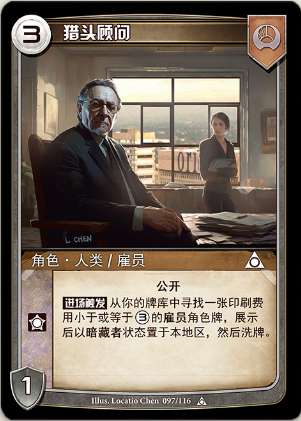 3 猎头顾问
L CHEN
角色·人类/雇员
公开
进场触发 从你的牌库中寻找一张印刷费
用小于或等于③的雇员角色牌,展示
后以暗藏者状态置于本地区,然后洗牌。
1
Illus. Locatio Chen 097/116